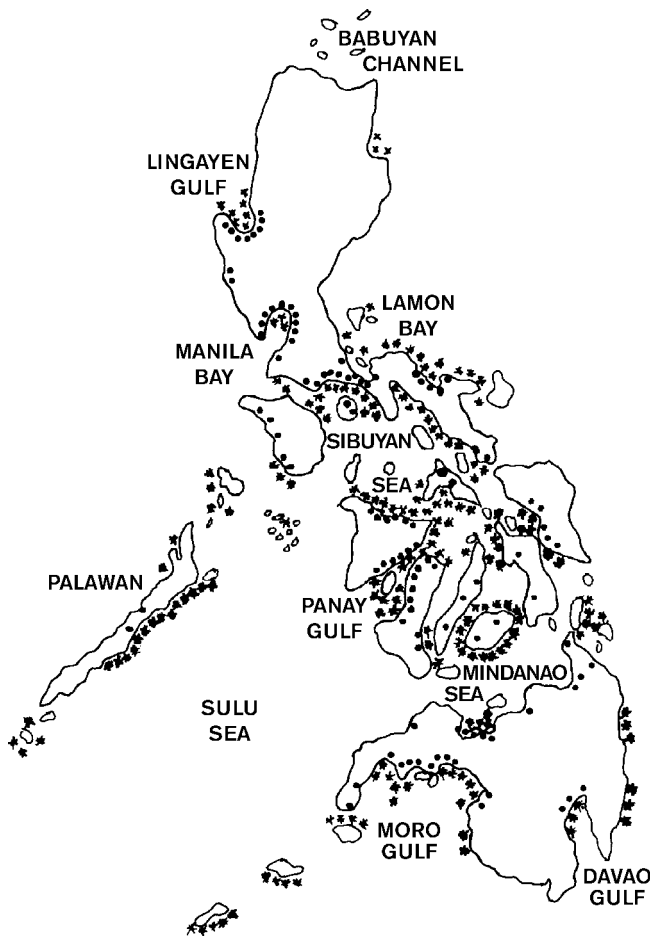 BABUYAN
CHANNEL
LINGAYEN
GULF
LAMON
BAY
MANILA
BAY
SIBUYAN
SEA
PALAWAN
PANAY
GULF
MINDANAO
SEA
SULU
SEA
MORO
GULF
DAVAO
GULF